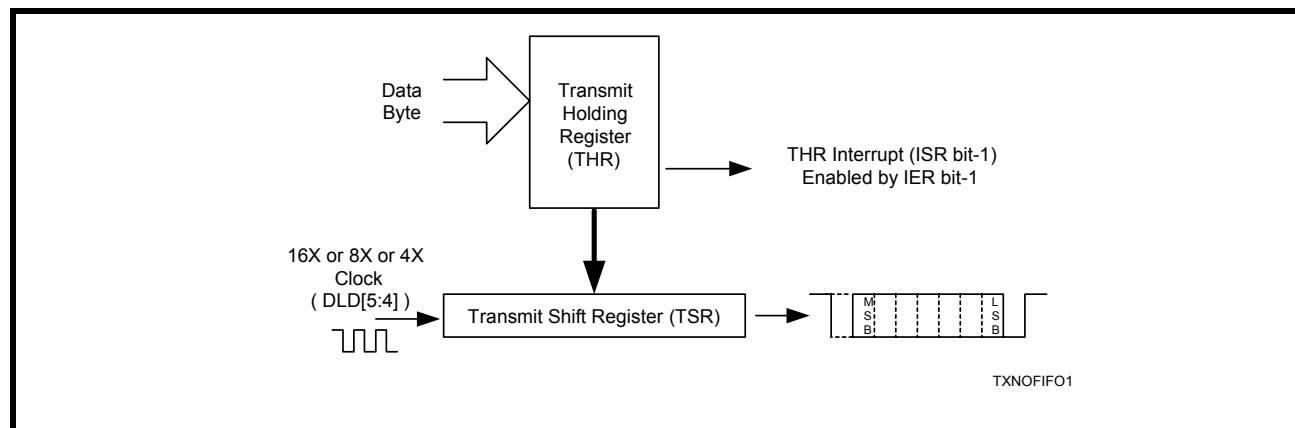 Data
Byte
Transmit
Holding
Register
(THR)
THR Interrupt (ISR bit-1)
Enabled by IER bit-1
16X or 8X or 4X
Clock
( DLD[5:4] )
Transmit Shift Register (TSR)
M
S
B
L
S
B
TXNOFIFO1